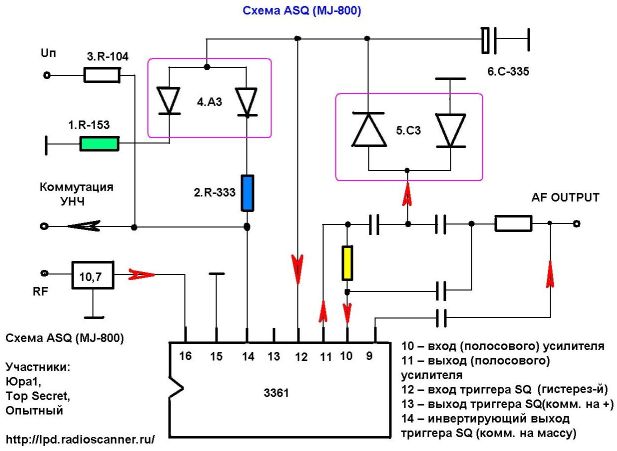 Схема ASQ (MJ-800)
Uп
3.R-104
4.A3
6.C-335
1.R-153
5.C3
2.R-333
Коммутация
УНЧ
AF OUTPUT
RF
10,7
Схема ASQ (MJ-800)
Участники:
Юра1,
Top Secret,
Опытный
http://lpd.radioscanner.ru/
16 15 14 13 12 11 10 9
3361
10 – вход (полосового) усилителя
11 – выход (полосового)
усилителя
12 – вход триггера SQ (гистерез-й)
13 – выход триггера SQ(комм. на +)
14 – инвертирующий выход
триггера SQ (комм. на массу)